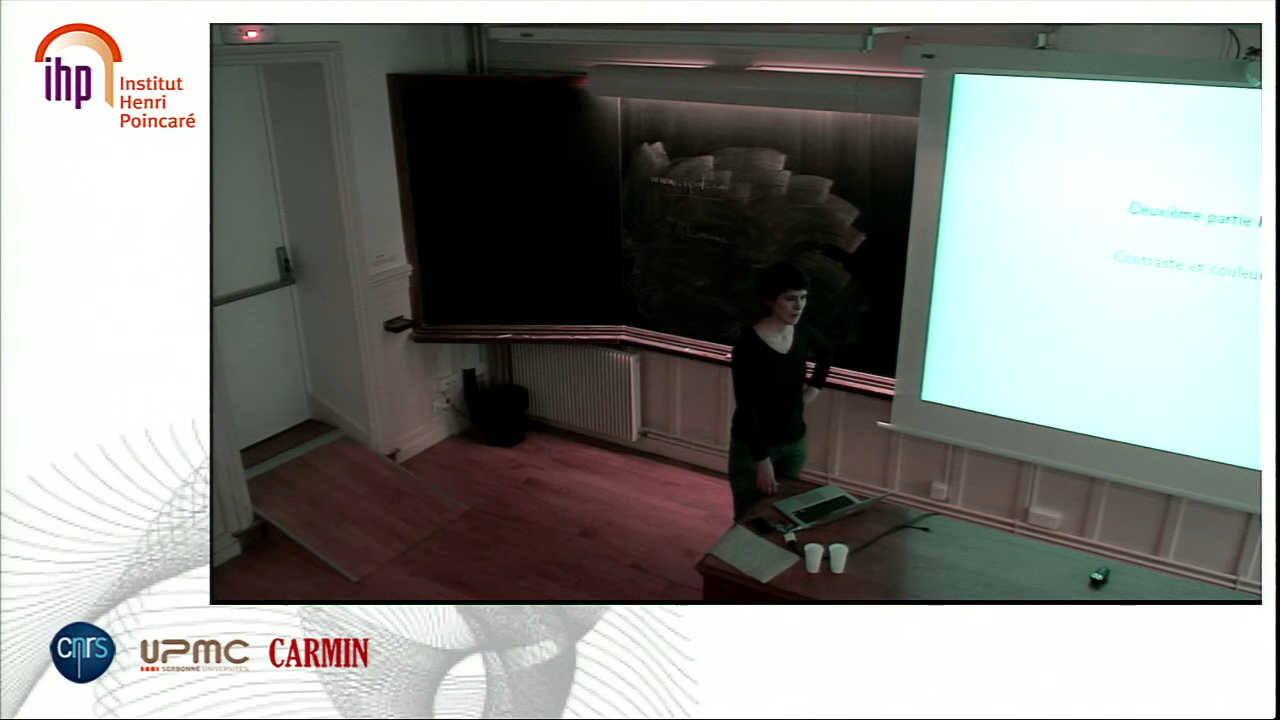 ihp
Institut
Henri
Poincaré
Deuxième partie
Contraste et couleur
cnrs
UPMC
SORBONNE UNIVERSITÉS
CARMIN